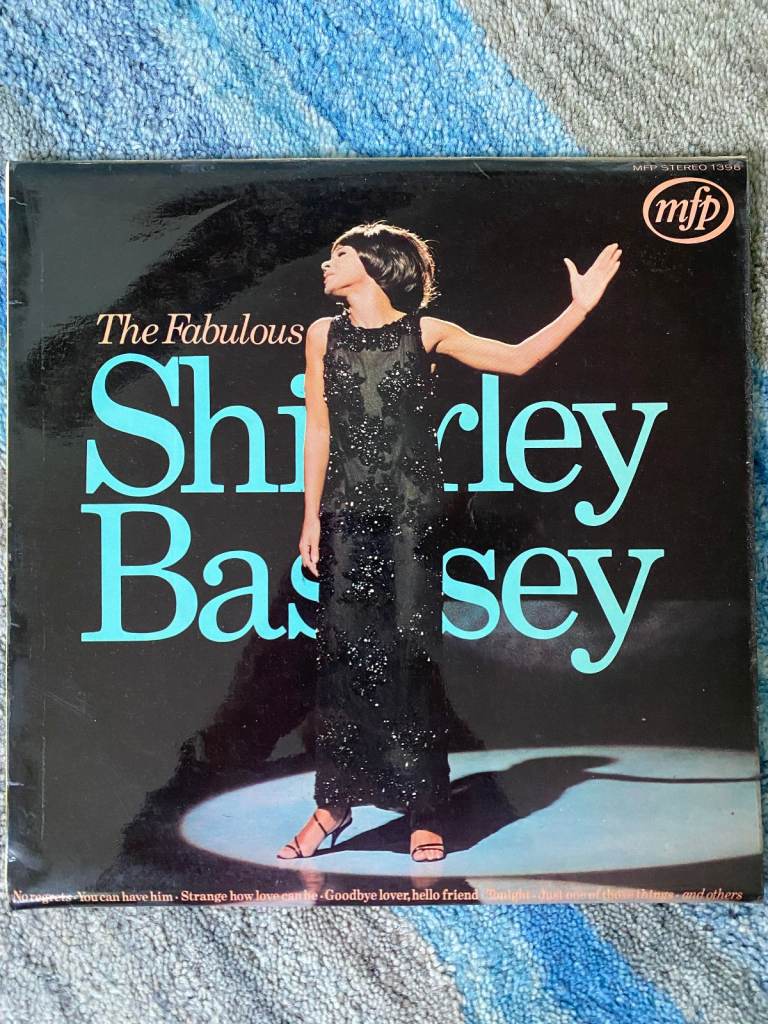 MFP STEREO 1398
mfp
The Fabulous
Shirley
Bassey
No regrets · You can have him · Strange how love can be · Goodbye lover, hello friend · Tonight · Just one of those things · and others